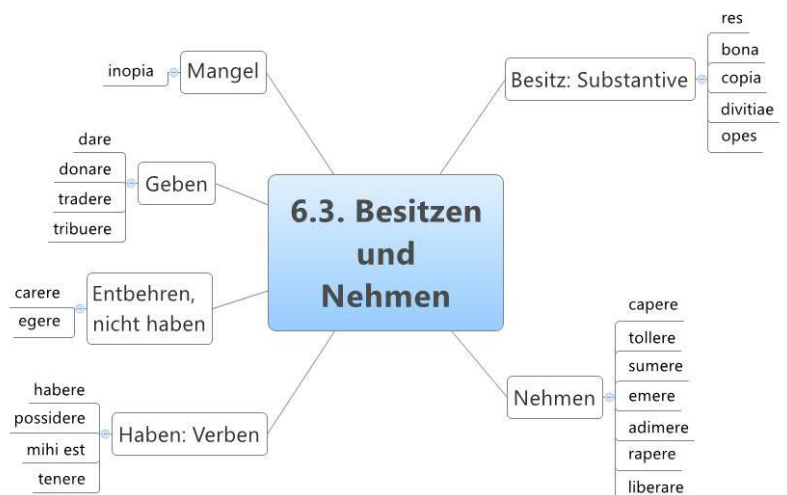 6.3. Besitzen
und
Nehmen
Besitz: Substantive
res
bona
copia
divitiae
opes
Nehmen
capere
tollere
sumere
emere
adimere
rapere
liberare
Haben: Verben
habere
possidere
mihi est
tenere
Entbehren,
nicht haben
carere
egere
Geben
dare
donare
tradere
tribuere
Mangel
inopia